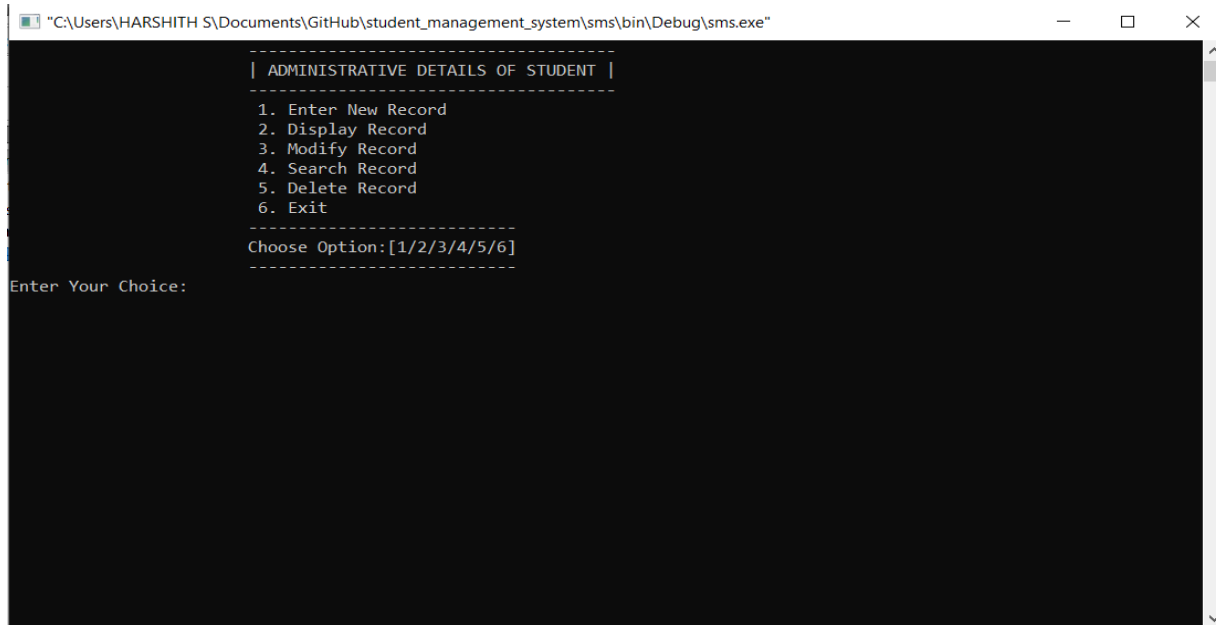 "C:\Users\HARSHITH S\Documents\GitHub\student_management_system\sms\bin\Debug\sms.exe"
-------------------------------------
| ADMINISTRATIVE DETAILS OF STUDENT |
-------------------------------------
1. Enter New Record
2. Display Record
3. Modify Record
4. Search Record
5. Delete Record
6. Exit
---------------------------
Choose Option:[1/2/3/4/5/6]
---------------------------
Enter Your Choice: